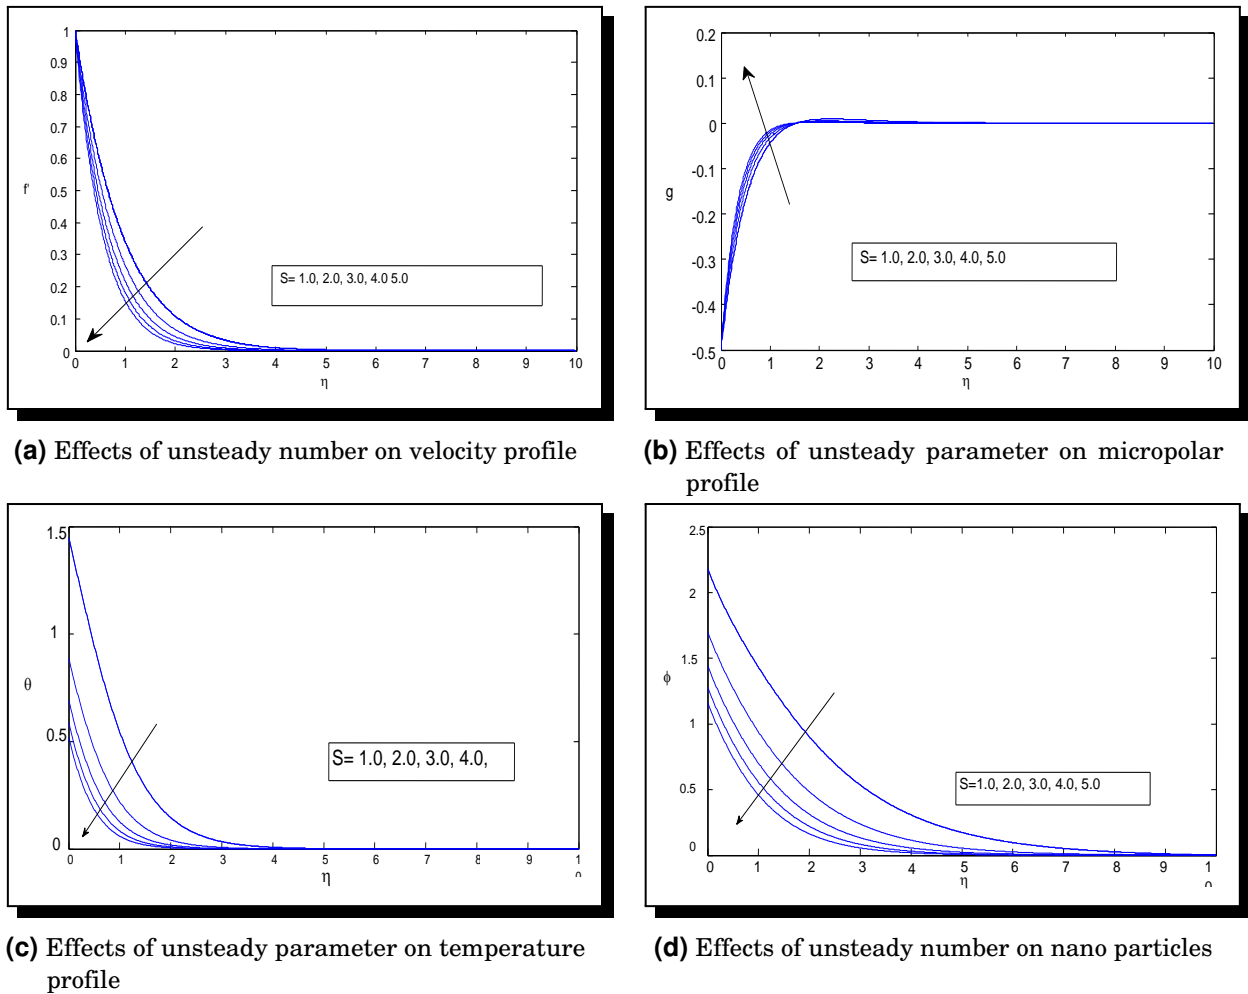 1
0.9
0.8
0.7
0.6
0.5
f'
0.4
0.3
0.2
0.1
0
S= 1.0, 2.0, 3.0, 4.0 5.0
0 1 2 3 4 5 6 7 8 9 10
η
(a) Effects of unsteady number on velocity profile
0.2
0.1
0
-0.1
g
-0.2
-0.3
-0.4
-0.5
S= 1.0, 2.0, 3.0, 4.0, 5.0
0 1 2 3 4 5 6 7 8 9 10
η
(b) Effects of unsteady parameter on micropolar
profile
1.5
1
θ
0.5
0
S= 1.0, 2.0, 3.0, 4.0,
0 1 2 3 4 5 6 7 8 9 1
η
(c) Effects of unsteady parameter on temperature
profile
2.5
2
1.5
ϕ
1
0.5
0
S=1.0, 2.0, 3.0, 4.0, 5.0
0 1 2 3 4 5 6 7 8 9 1
η
(d) Effects of unsteady number on nano particles